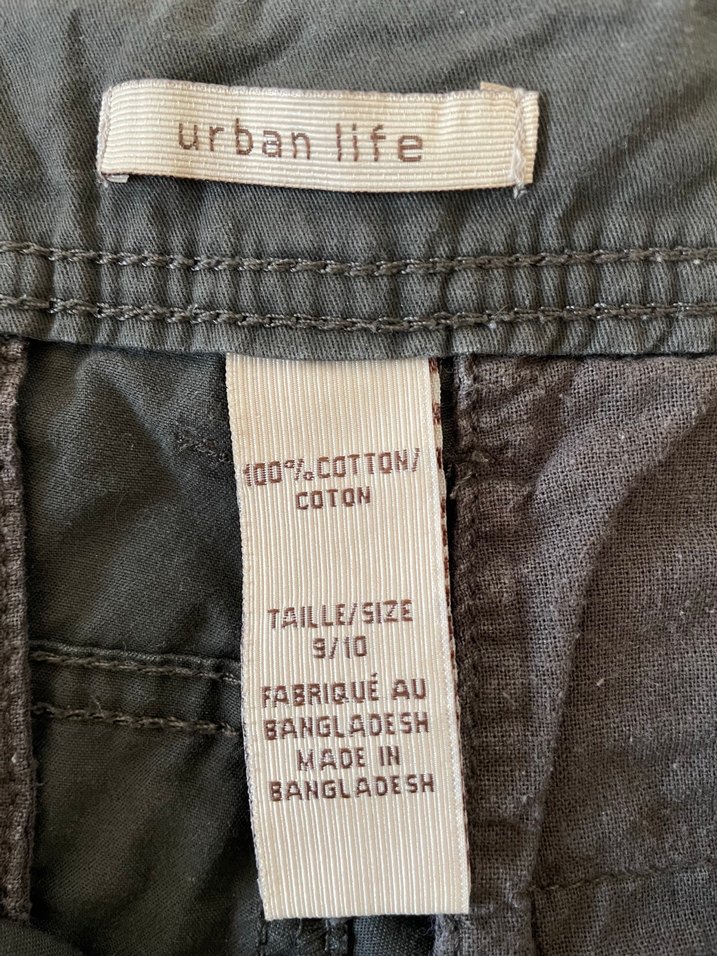 urban life
100% COTTON/
COTON
TAILLE/SIZE
9/10
FABRIQUÉ AU
BANGLADESH
MADE IN
BANGLADESH